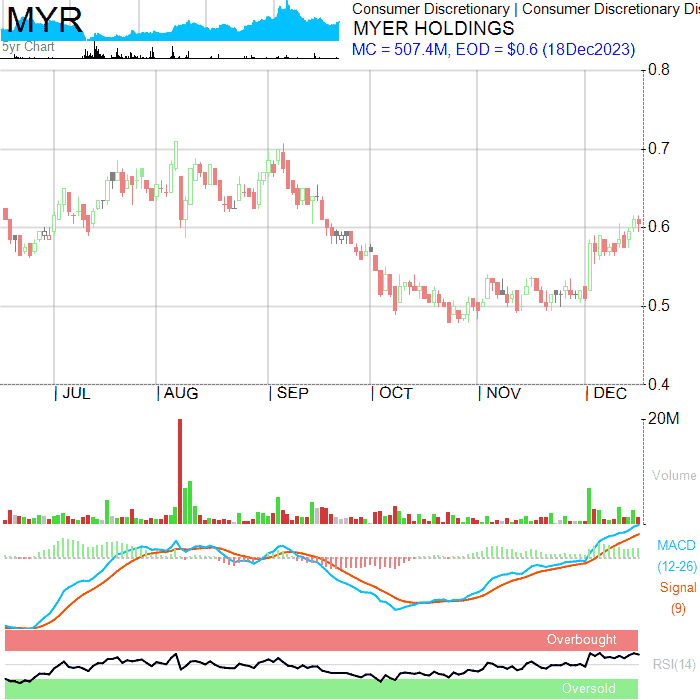 MYR
5yr Chart
Consumer Discretionary | Consumer Discretionary Dis
MYER HOLDINGS
MC = 507.4M, EOD = $0.6 (18Dec2023)
0.8
0.7
0.6
0.5
0.4
| JUL | AUG | SEP | OCT | NOV | DEC
20M
Volume
MACD
(12-26)
Signal
(9)
Overbought
RSI(14)
Oversold